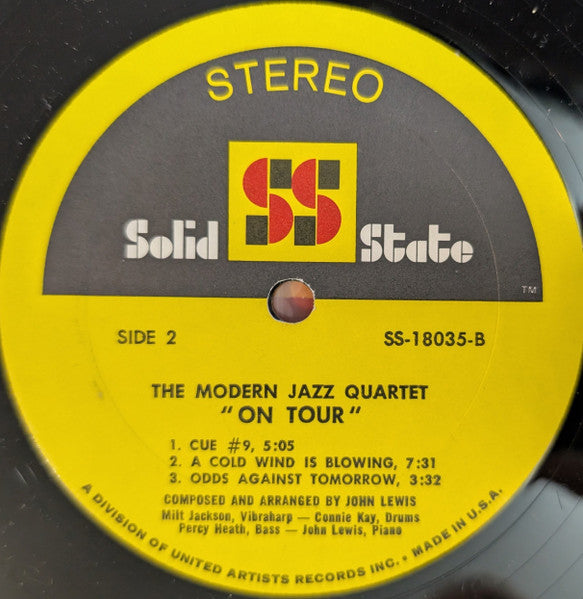 STEREO
SS
Solid State
TM
SIDE 2 SS-18035-B
THE MODERN JAZZ QUARTET
"ON TOUR"
1. CUE #9, 5:05
2. A COLD WIND IS BLOWING, 7:31
3. ODDS AGAINST TOMORROW, 3:32
COMPOSED AND ARRANGED BY JOHN LEWIS
Milt Jackson, Vibraharp — Connie Kay, Drums
Percy Heath, Bass — John Lewis, Piano
A DIVISION OF UNITED ARTISTS RECORDS INC. • MADE IN U.S.A.